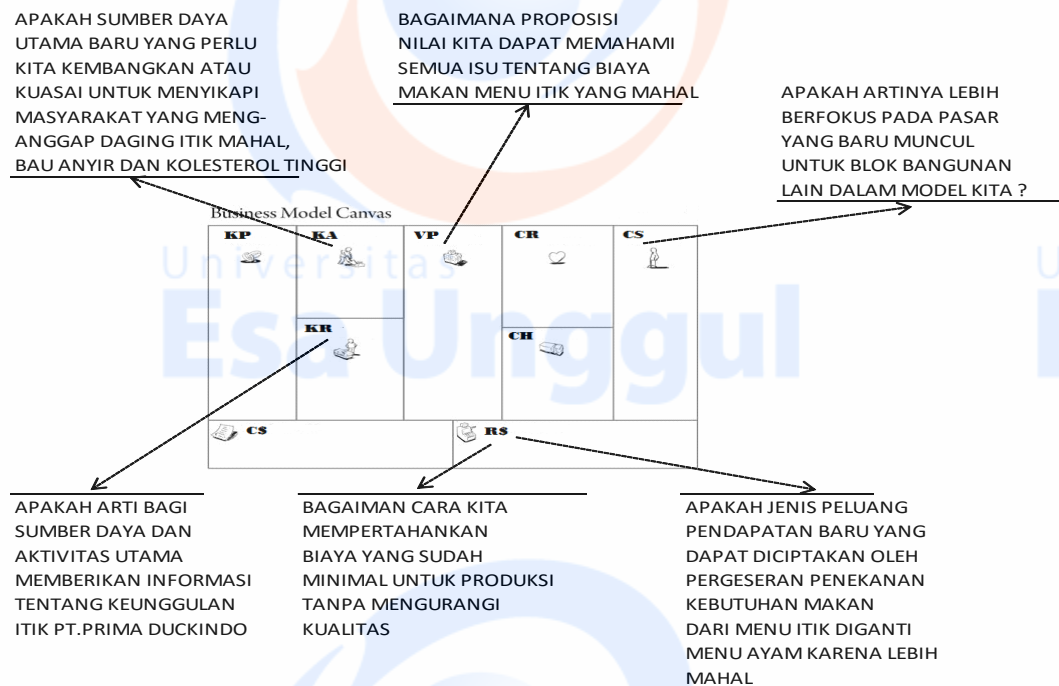 APAKAH SUMBER DAYA
UTAMA BARU YANG PERLU
KITA KEMBANGKAN ATAU
KUASAI UNTUK MENYIKAPI
MASYARAKAT YANG MENG-
ANGGAP DAGING ITIK MAHAL,
BAU ANYIR DAN KOLESTEROL TINGGI
BAGAIMANA PROPOSISI
NILAI KITA DAPAT MEMAHAMI
SEMUA ISU TENTANG BIAYA
MAKAN MENU ITIK YANG MAHAL
APAKAH ARTINYA LEBIH
BERFOKUS PADA PASAR
YANG BARU MUNCUL
UNTUK BLOK BANGUNAN
LAIN DALAM MODEL KITA ?
Business Model Canvas
KP
KA
VP
CR
CS
KR
CH
C$
R$
Universitas
Esa Unggul
APAKAH ARTI BAGI
SUMBER DAYA DAN
AKTIVITAS UTAMA
MEMBERIKAN INFORMASI
TENTANG KEUNGGULAN
ITIK PT.PRIMA DUCKINDO
BAGAIMAN CARA KITA
MEMPERTAHANKAN
BIAYA YANG SUDAH
MINIMAL UNTUK PRODUKSI
TANPA MENGURANGI
KUALITAS
APAKAH JENIS PELUANG
PENDAPATAN BARU YANG
DAPAT DICIPTAKAN OLEH
PERGESERAN PENEKANAN
KEBUTUHAN MAKAN
DARI MENU ITIK DIGANTI
MENU AYAM KARENA LEBIH
MAHAL